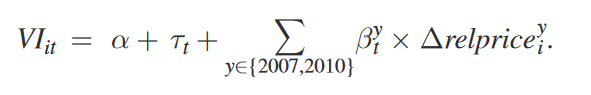 VI_{it} = α + τ_t + ∑_{y∈{2007,2010}} β_t^y × Δrelprice_i^y.